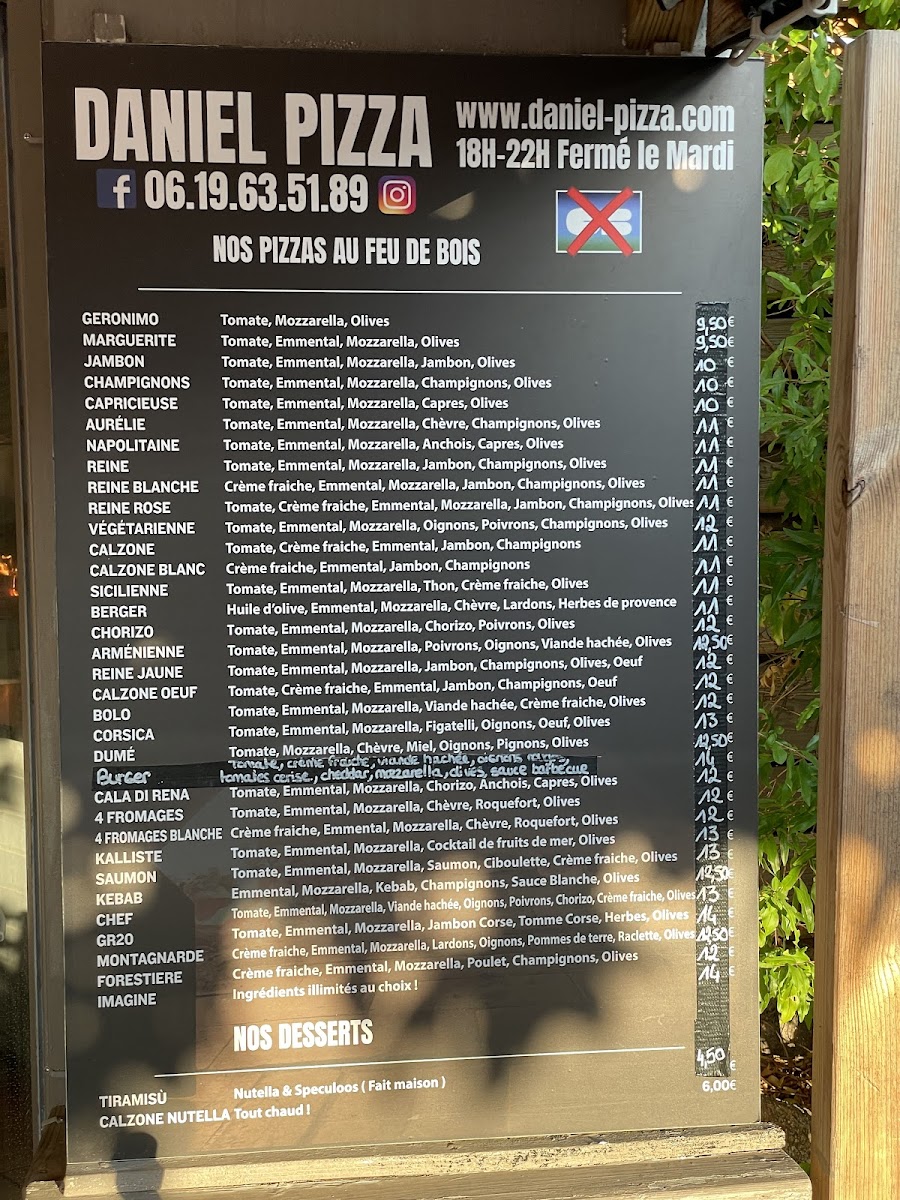 DANIEL PIZZA
www.daniel-pizza.com
18H-22H Fermé le Mardi
f 06.19.63.51.89
NOS PIZZAS AU FEU DE BOIS
GERONIMO Tomate, Mozzarella, Olives 9,50€
MARGUERITE Tomate, Emmental, Mozzarella, Olives 9,50€
JAMBON Tomate, Emmental, Mozzarella, Jambon, Olives 10 €
CHAMPIGNONS Tomate, Emmental, Mozzarella, Champignons, Olives 10 €
CAPRICIEUSE Tomate, Emmental, Mozzarella, Capres, Olives 10 €
AURÉLIE Tomate, Emmental, Mozzarella, Chèvre, Champignons, Olives 11 €
NAPOLITAINE Tomate, Emmental, Mozzarella, Anchois, Capres, Olives 11 €
REINE Tomate, Emmental, Mozzarella, Jambon, Champignons, Olives 11 €
REINE BLANCHE Crème fraiche, Emmental, Mozzarella, Jambon, Champignons, Olives 11 €
REINE ROSE Tomate, Crème fraiche, Emmental, Mozzarella, Jambon, Champignons, Olives 11 €
VÉGÉTARIENNE Tomate, Emmental, Mozzarella, Oignons, Poivrons, Champignons, Olives 12 €
CALZONE Tomate, Crème fraiche, Emmental, Jambon, Champignons 11 €
CALZONE BLANC Crème fraiche, Emmental, Jambon, Champignons 11 €
SICILIENNE Tomate, Emmental, Mozzarella, Thon, Crème fraiche, Olives 11 €
BERGER Huile d'olive, Emmental, Mozzarella, Chèvre, Lardons, Herbes de provence 11 €
CHORIZO Tomate, Emmental, Mozzarella, Chorizo, Poivrons, Olives 12 €
ARMÉNIENNE Tomate, Emmental, Mozzarella, Poivrons, Oignons, Viande hachée, Olives 12,50€
REINE JAUNE Tomate, Emmental, Mozzarella, Jambon, Champignons, Olives, Oeuf 12 €
CALZONE OEUF Tomate, Crème fraiche, Emmental, Jambon, Champignons, Oeuf 12 €
BOLO Tomate, Emmental, Mozzarella, Viande hachée, Crème fraiche, Olives 12 €
CORSICA Tomate, Emmental, Mozzarella, Figatelli, Oignons, Oeuf, Olives 13 €
DUMÉ Tomate, Mozzarella, Chèvre, Miel, Oignons, Pignons, Olives 12,50€
Burger Tomate, crème fraiche, viande hachée, oignons rouges,
tomates cerise, cheddar, mozarella, olives, sauce barbecue 14 €
CALA DI RENA Tomate, Emmental, Mozzarella, Chorizo, Anchois, Capres, Olives 12 €
4 FROMAGES Tomate, Emmental, Mozzarella, Chèvre, Roquefort, Olives 12 €
4 FROMAGES BLANCHE Crème fraiche, Emmental, Mozzarella, Chèvre, Roquefort, Olives 12 €
KALLISTE Tomate, Emmental, Mozzarella, Cocktail de fruits de mer, Olives 13 €
SAUMON Tomate, Emmental, Mozzarella, Saumon, Ciboulette, Crème fraiche, Olives 13 €
KEBAB Emmental, Mozzarella, Kebab, Champignons, Sauce Blanche, Olives 12,50€
CHEF Tomate, Emmental, Mozzarella, Viande hachée, Oignons, Poivrons, Chorizo, Crème fraiche, Olives 13 €
GR20 Tomate, Emmental, Mozzarella, Jambon Corse, Tomme Corse, Herbes, Olives 14 €
MONTAGNARDE Crème fraiche, Emmental, Mozzarella, Lardons, Oignons, Pommes de terre, Raclette, Olives 12,50€
FORESTIERE Crème fraiche, Emmental, Mozzarella, Poulet, Champignons, Olives 12 €
IMAGINE Ingrédients illimités au choix ! 14 €
NOS DESSERTS
TIRAMISÙ Nutella & Speculoos ( Fait maison ) 4,50 €
CALZONE NUTELLA Tout chaud ! 6,00€